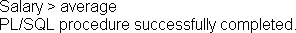 Salary > average
PL/SQL procedure successfully completed.